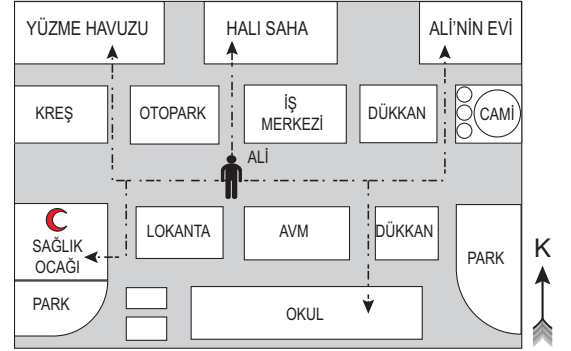 YÜZME HAVUZU
HALI SAHA
ALİ'NİN EVİ
KREŞ
OTOPARK
İŞ
MERKEZİ
DÜKKAN
CAMİ
ALİ
SAĞLIK
OCAĞI
LOKANTA
AVM
DÜKKAN
PARK
K
PARK
OKUL